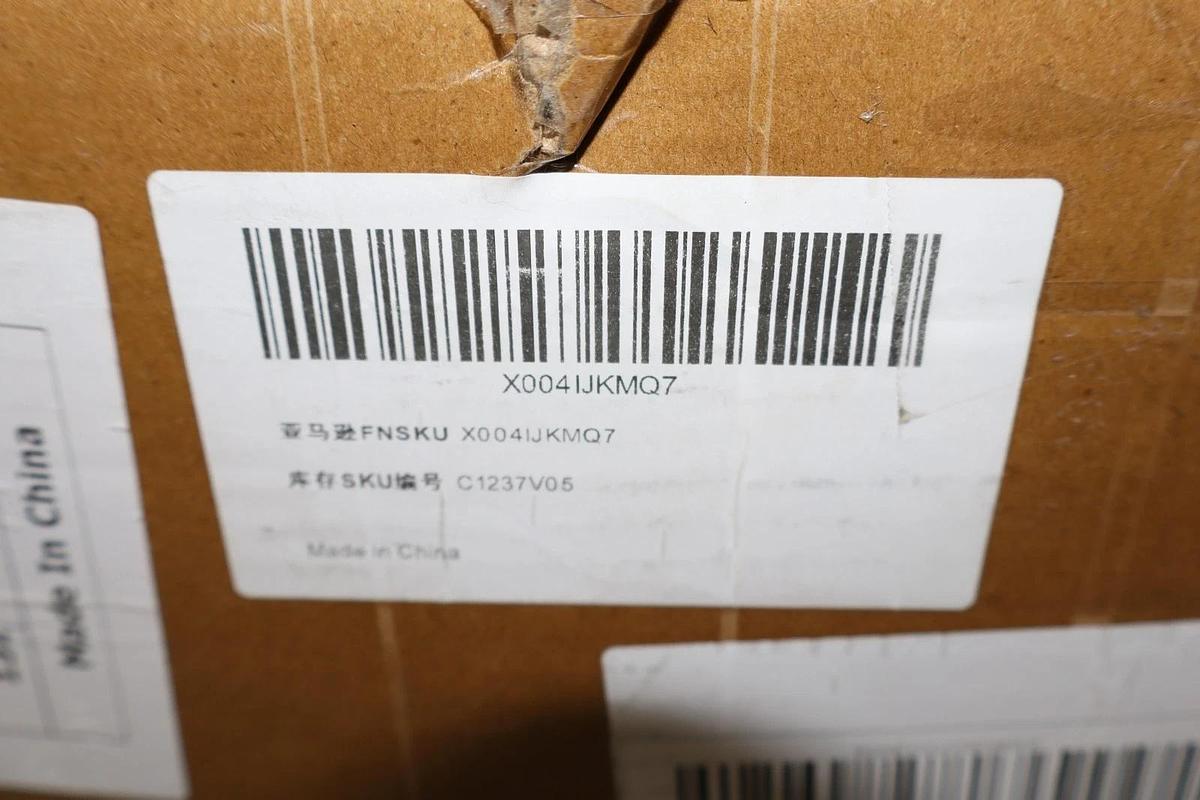 X004IJKMQ7
亚马逊FNSKU X004IJKMQ7
库存SKU编号 C1237V05
Made in China
Made In China